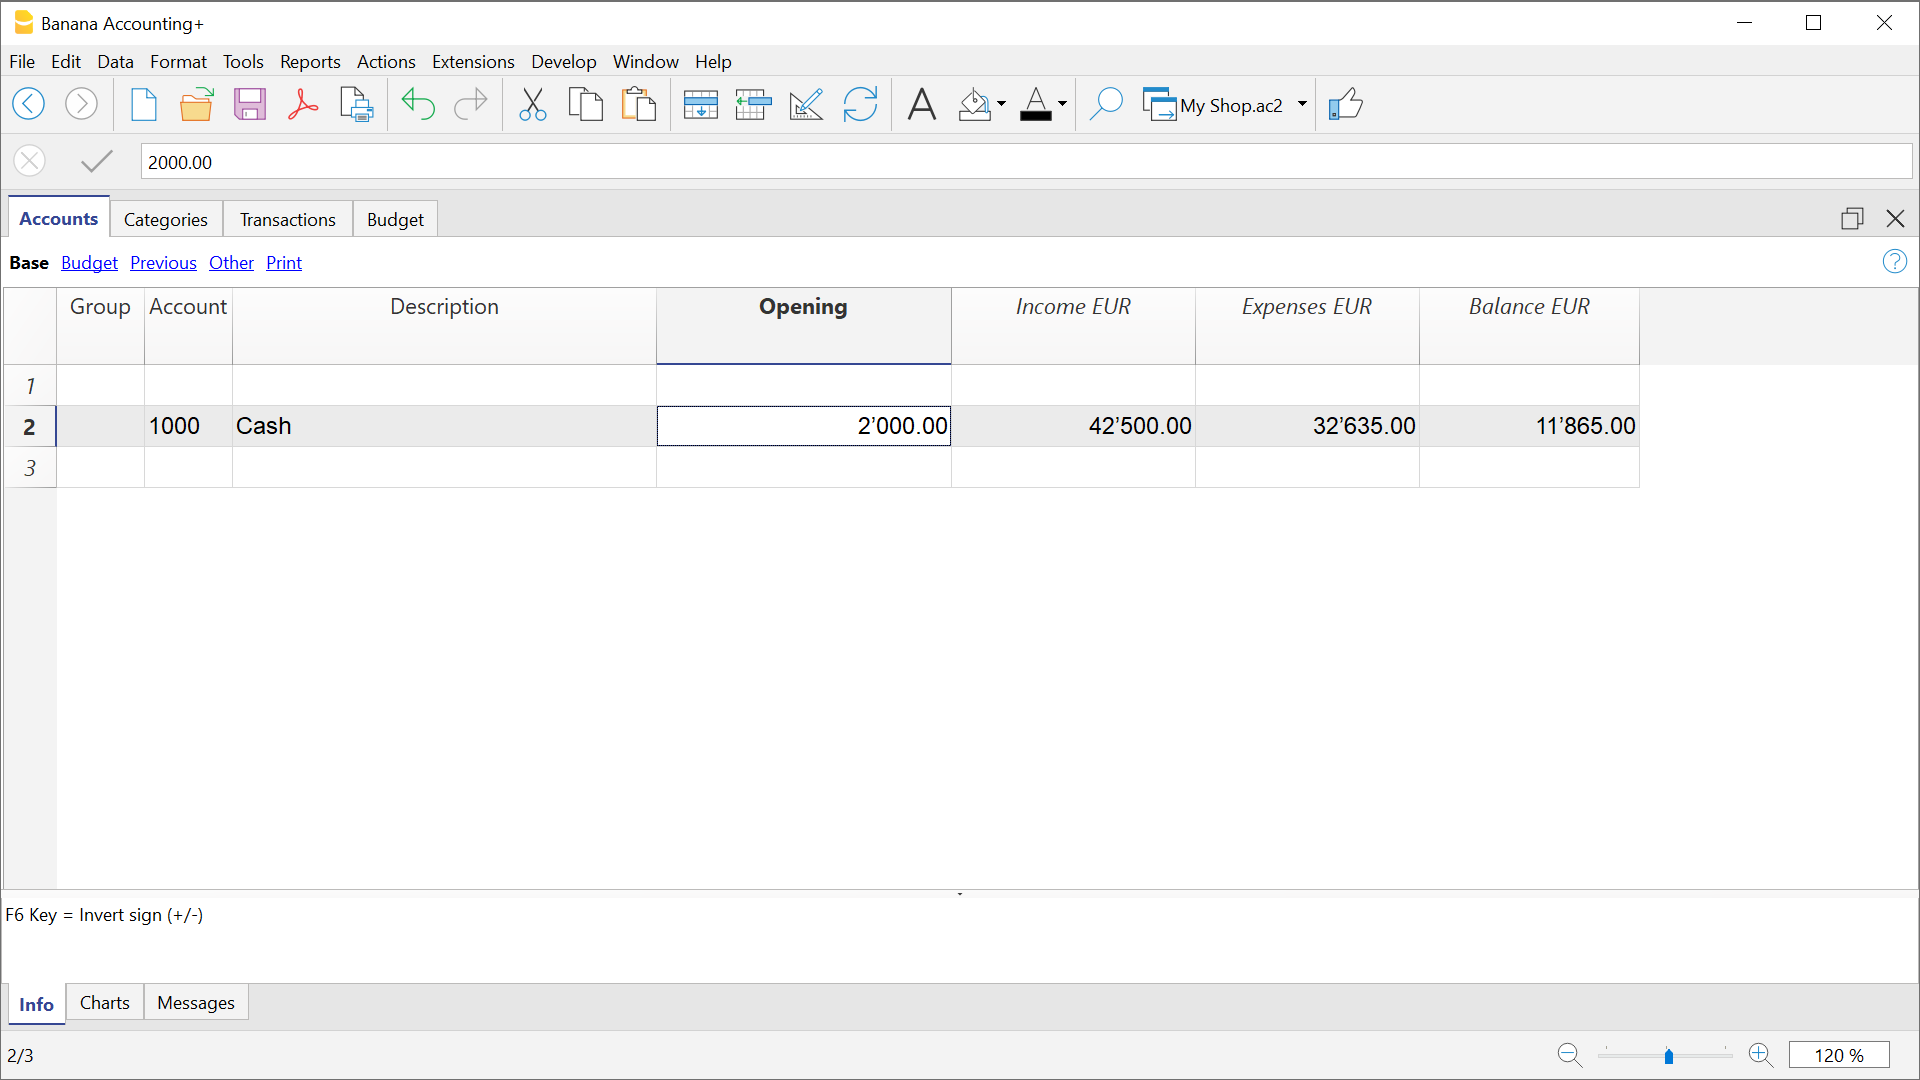 Banana Accounting+
File Edit Data Format Tools Reports Actions Extensions Develop Window Help
My Shop.ac2
2000.00
Accounts Categories Transactions Budget
Base Budget Previous Other Print
Group Account Description Opening Income EUR Expenses EUR Balance EUR
1
2 1000 Cash 2’000.00 42’500.00 32’635.00 11’865.00
3
F6 Key = Invert sign (+/-)
Info Charts Messages
2/3 120 %